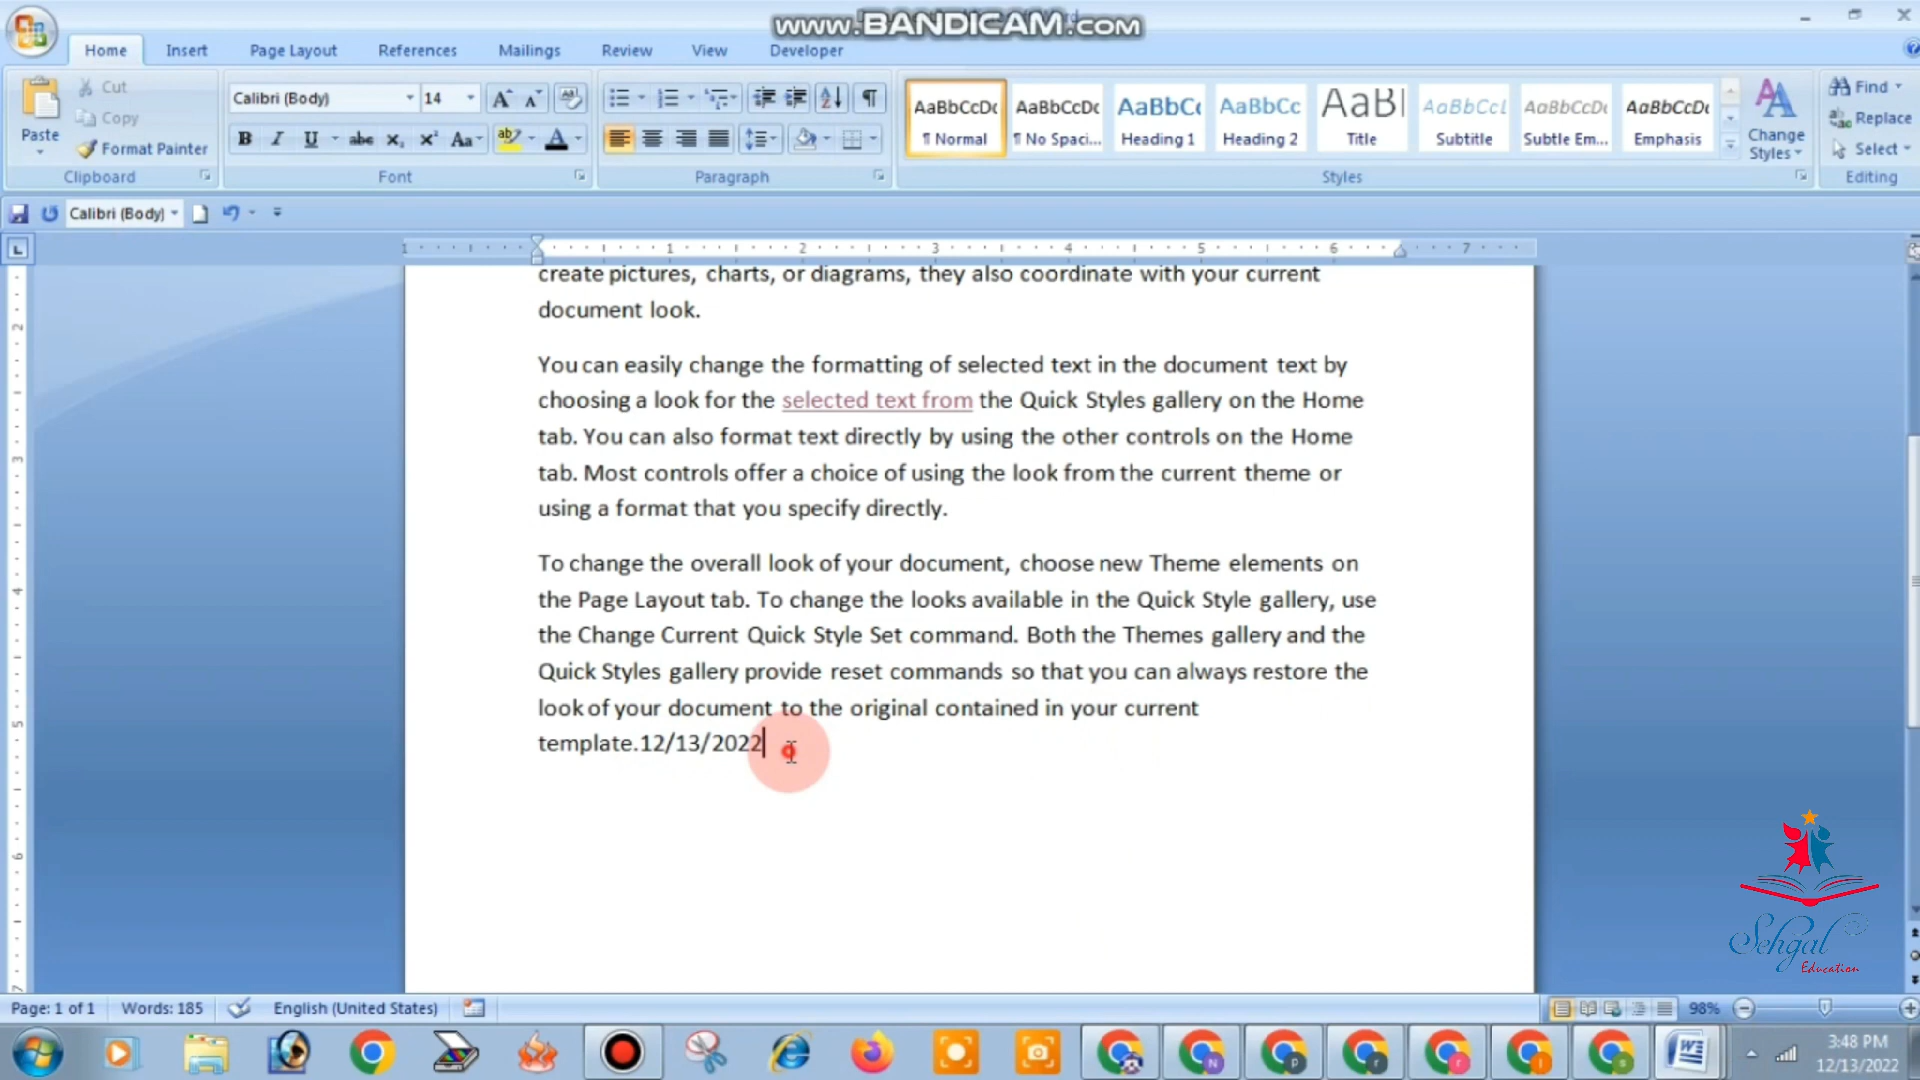 www.BANDICAM.com
Home Insert Page Layout References Mailings Review View Developer
Paste
Cut
Copy
Format Painter
Clipboard
Calibri (Body) 14
Font
Paragraph
AaBbCcDc AaBbCcDc AaBbCc AaBbCc AaBl AaBbCcL AaBbCcDc AaBbCcDc
¶ Normal ¶ No Spaci... Heading 1 Heading 2 Title Subtitle Subtle Em... Emphasis
Change
Styles
Styles
Find
Replace
Select
Editing
Calibri (Body)
1 1 2 3 4 5 6 7
create pictures, charts, or diagrams, they also coordinate with your current
document look.
You can easily change the formatting of selected text in the document text by
choosing a look for the selected text from the Quick Styles gallery on the Home
tab. You can also format text directly by using the other controls on the Home
tab. Most controls offer a choice of using the look from the current theme or
using a format that you specify directly.
To change the overall look of your document, choose new Theme elements on
the Page Layout tab. To change the looks available in the Quick Style gallery, use
the Change Current Quick Style Set command. Both the Themes gallery and the
Quick Styles gallery provide reset commands so that you can always restore the
look of your document to the original contained in your current
template.12/13/2022
Sehgal
Education
Page: 1 of 1 Words: 185 English (United States) 98%
3:48 PM
12/13/2022